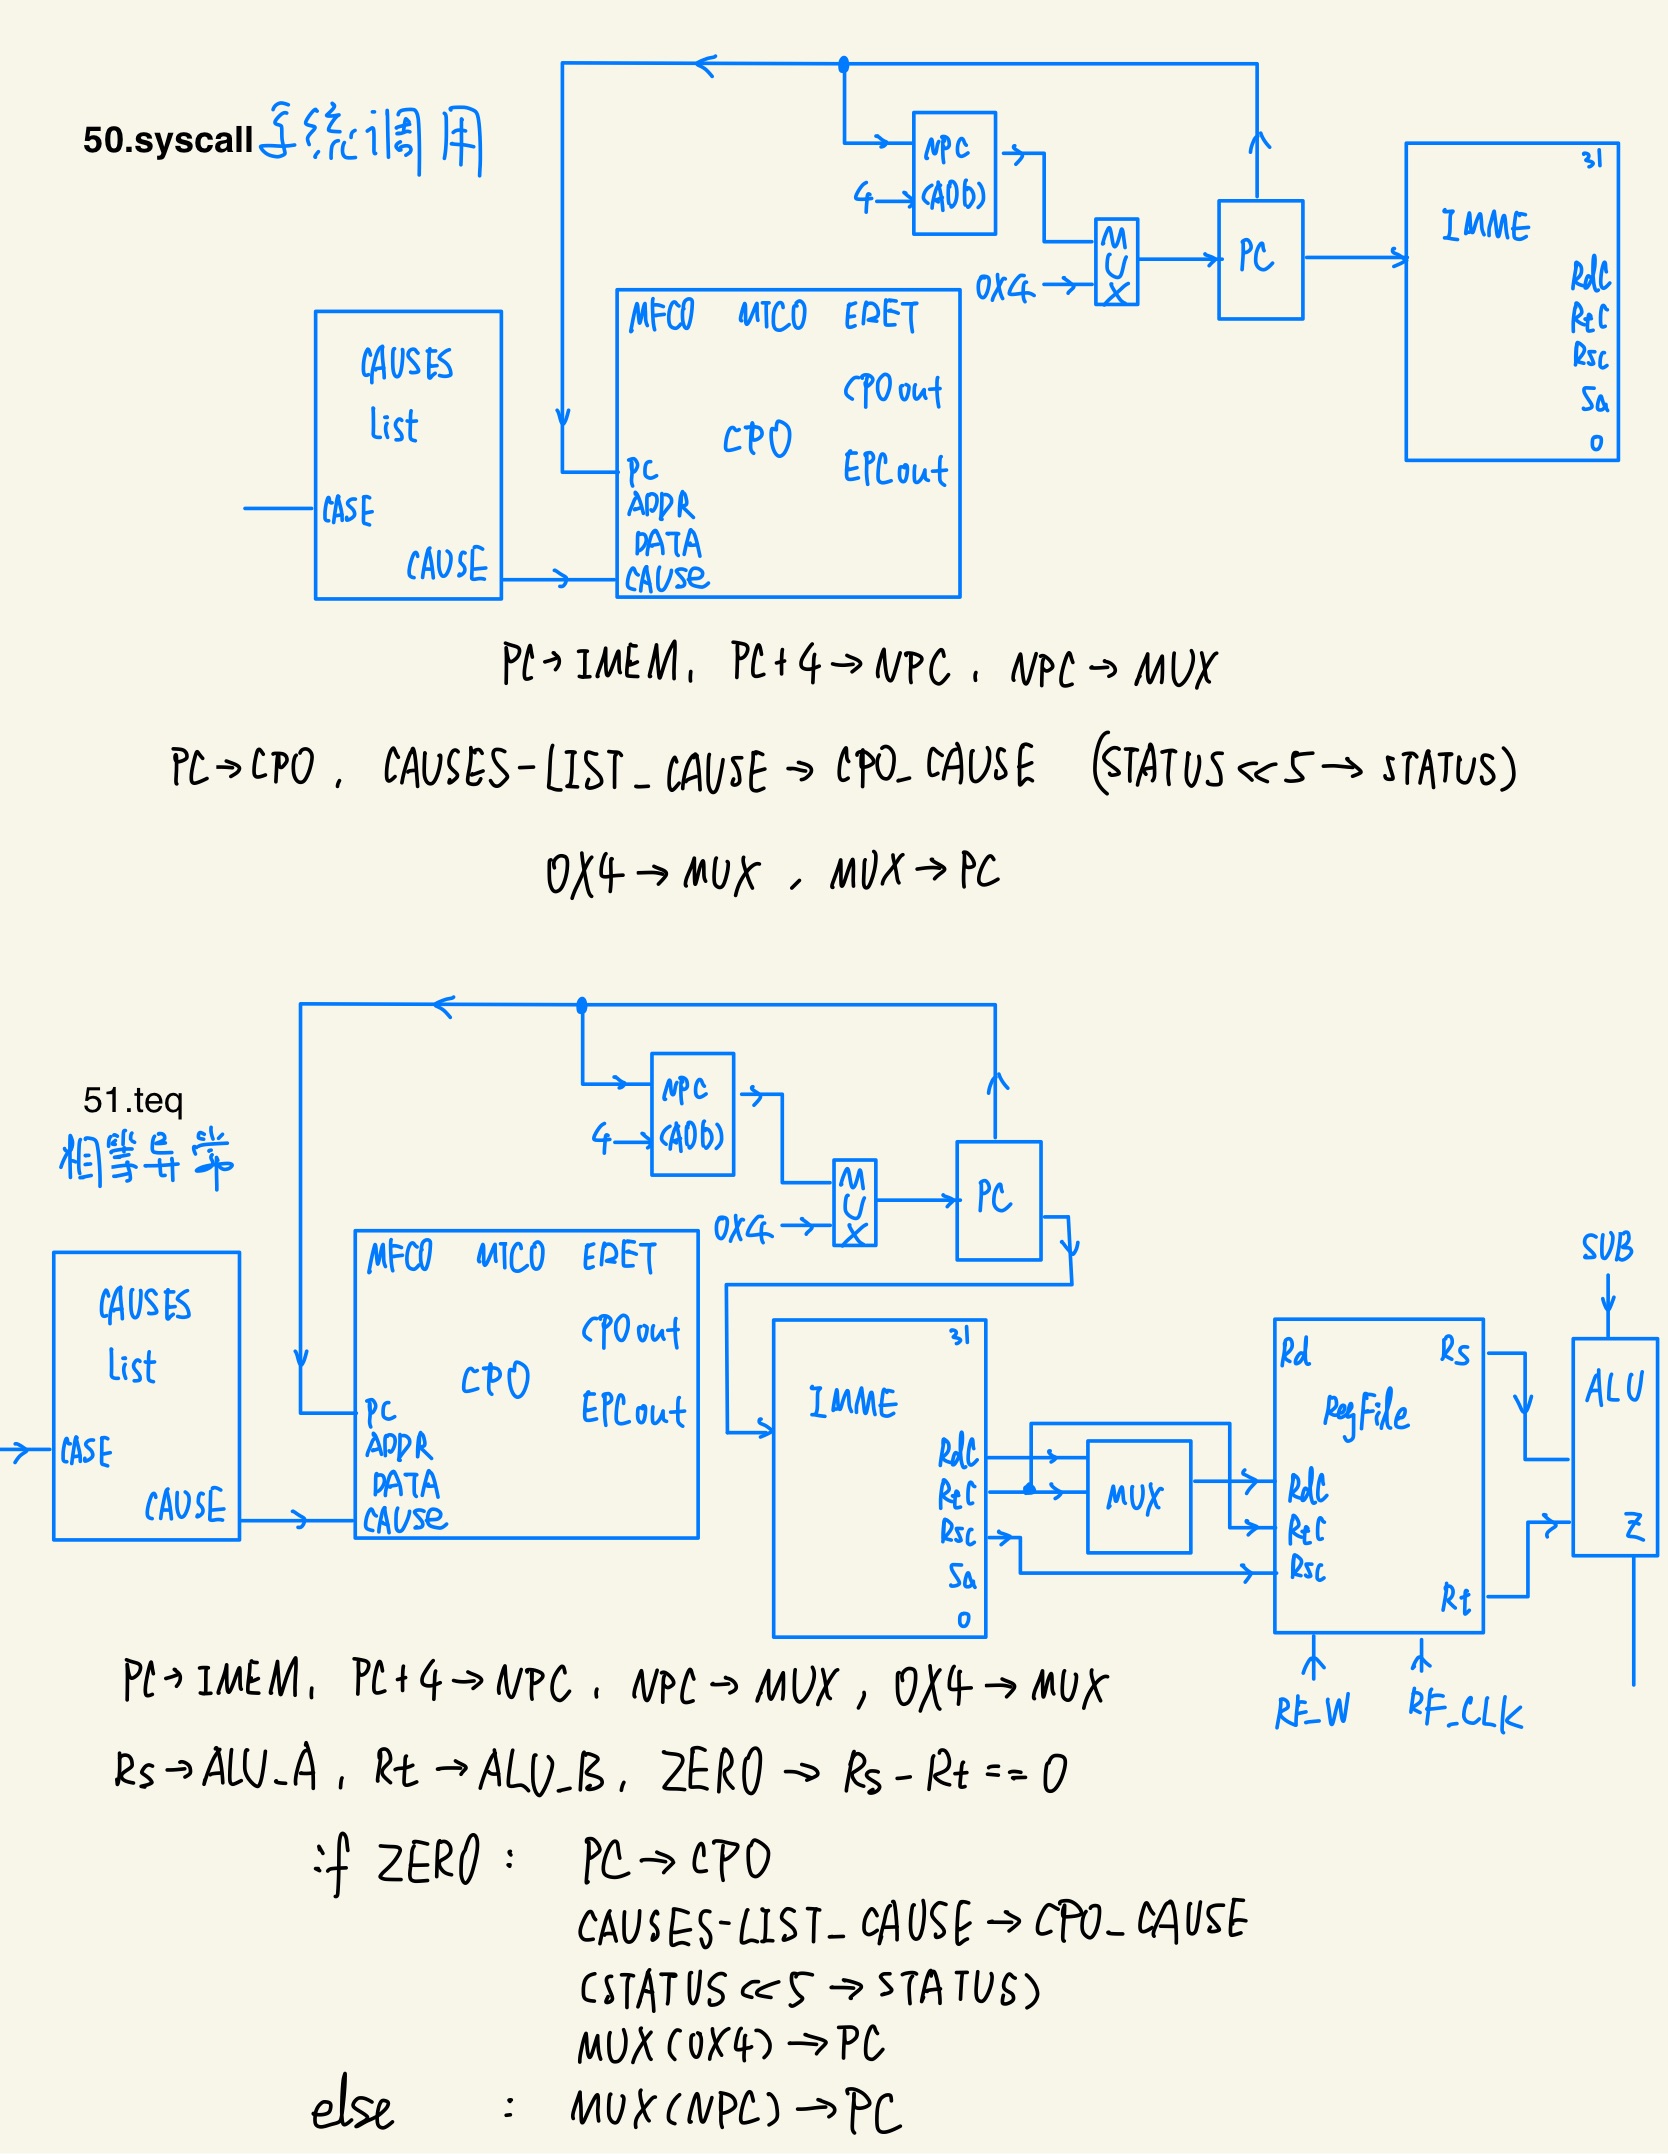 50.syscall 系统调用
NPC
(ADD)
4
MUX
0X4
PC
31
IMME
Rdc
Rtc
Rsc
Sa
0
CAUSES
List
CASE
CAUSE
MFC0 MTC0 ERET
CP0out
CP0
EPCout
PC
ADDR
DATA
CAUSE
PC→IMEM, PC+4→NPC, NPC→MUX
PC→CP0, CAUSES-LIST_CAUSE→CP0_CAUSE (STATUS<<5→STATUS)
0X4→MUX, MUX→PC
51.teq
相等异常
NPC
(ADD)
4
MUX
0X4
PC
CAUSES
List
CASE
CAUSE
MFC0 MTC0 ERET
CP0out
CP0
EPCout
PC
ADDR
DATA
CAUSE
31
IMME
Rdc
Rtc
Rsc
Sa
0
MUX
Rd Rs
RegFile
Rdc
Rtc
Rsc
Rt
RF_W RF_CLK
SUB
ALU
Z
PC→IMEM, PC+4→NPC, NPC→MUX, 0X4→MUX
Rs→ALU_A, Rt→ALU_B, ZERO→Rs-Rt==0
if ZERO: PC→CP0
CAUSES-LIST_CAUSE→CP0_CAUSE
(STATUS<<5→STATUS)
MUX(0X4)→PC
else : MUX(NPC)→PC